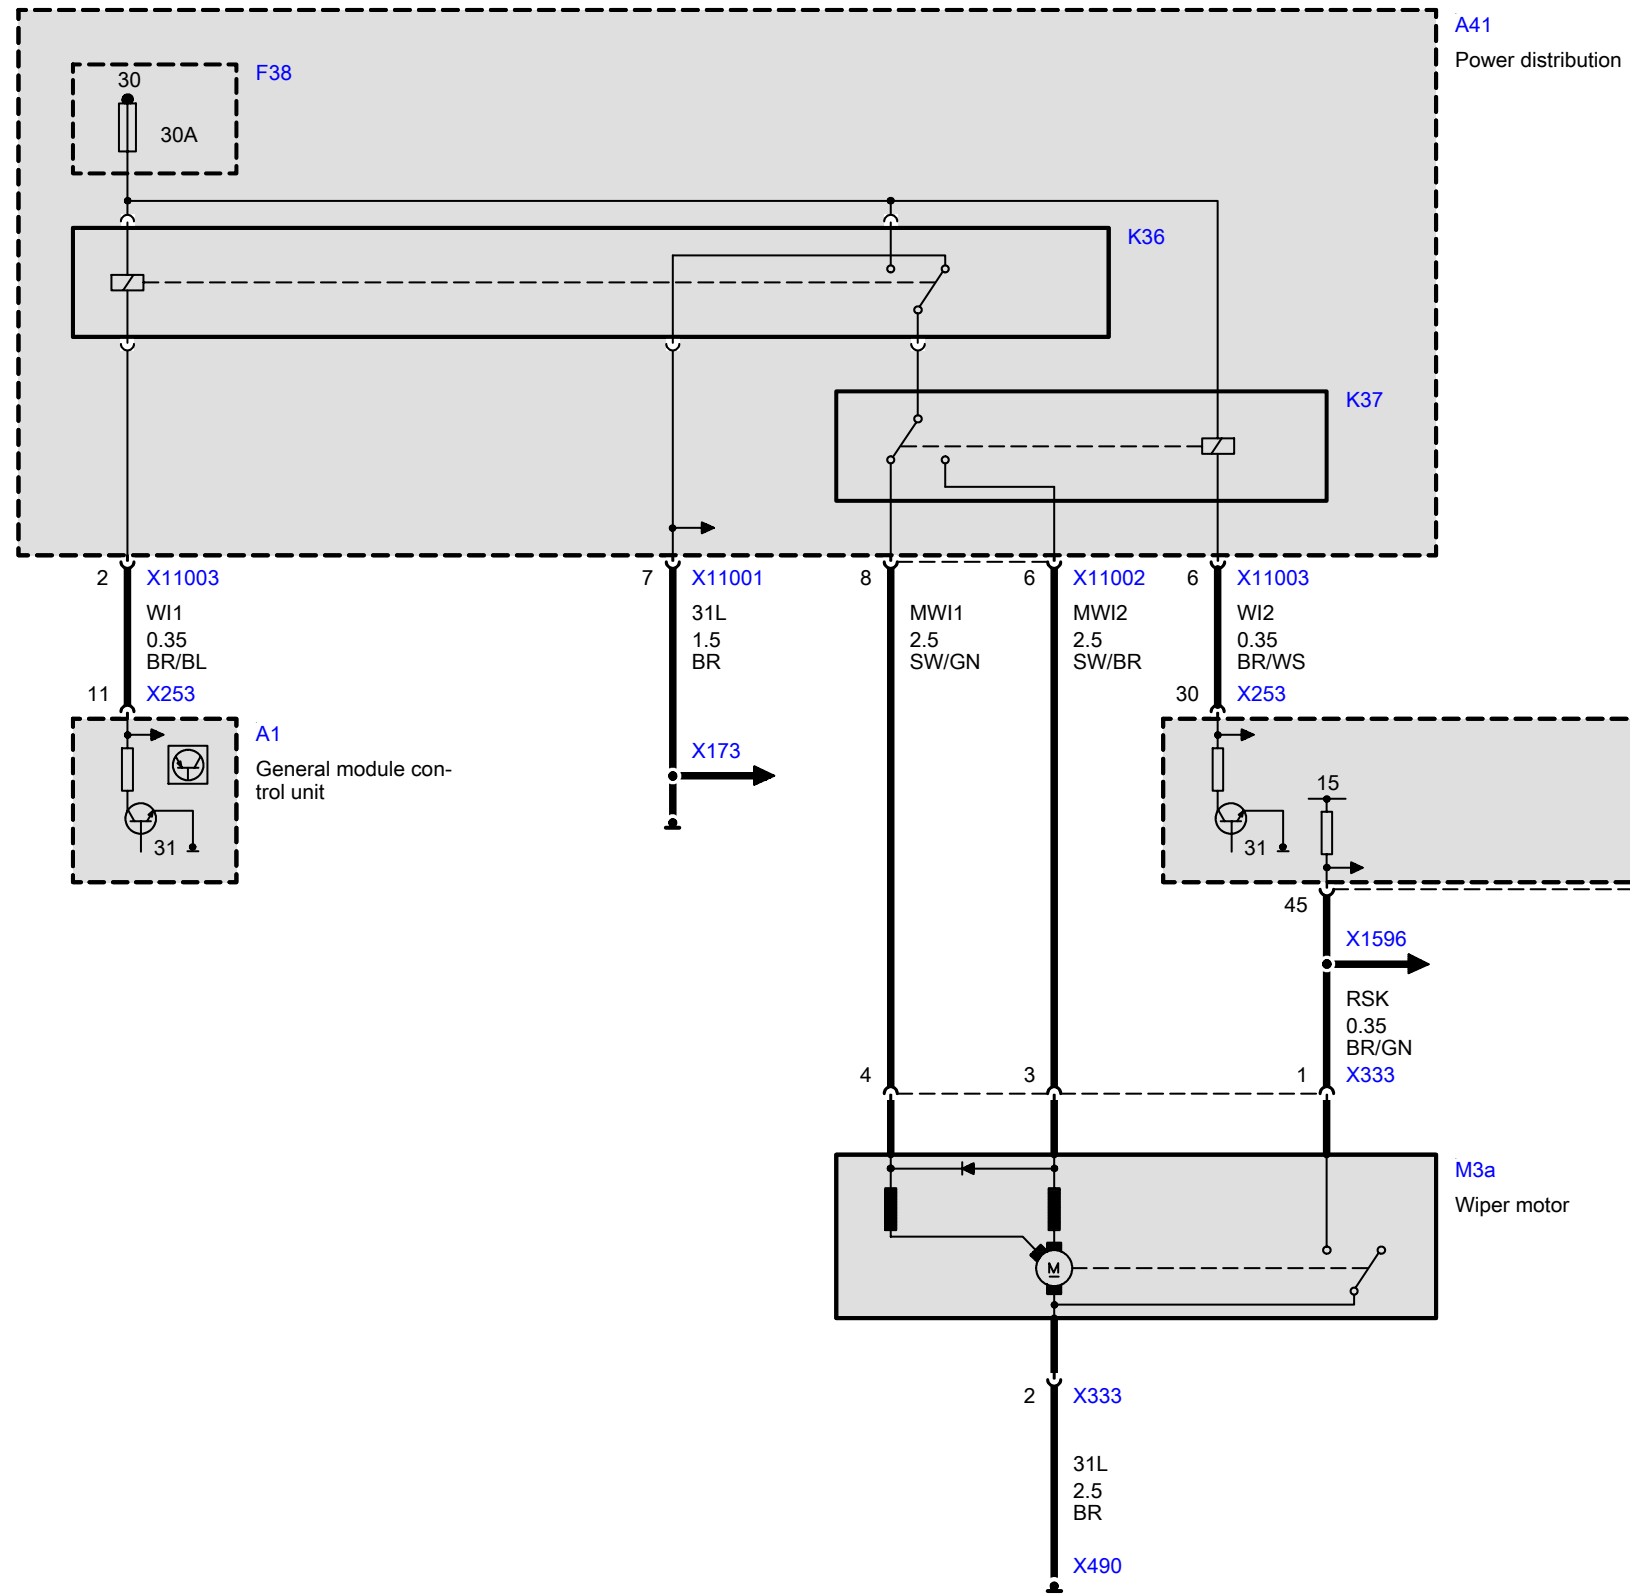 A41
Power distribution
F38
30
30A
K36
K37
2 X11003
WI1
0.35
BR/BL
11 X253
7 X11001
31L
1.5
BR
8
MWI1
2.5
SW/GN
6 X11002
MWI2
2.5
SW/BR
6 X11003
WI2
0.35
BR/WS
30 X253
A1
General module con-
trol unit
31
X173
15
31
45
X1596
RSK
0.35
BR/GN
4
3
1 X333
M3a
Wiper motor
M
2 X333
31L
2.5
BR
X490